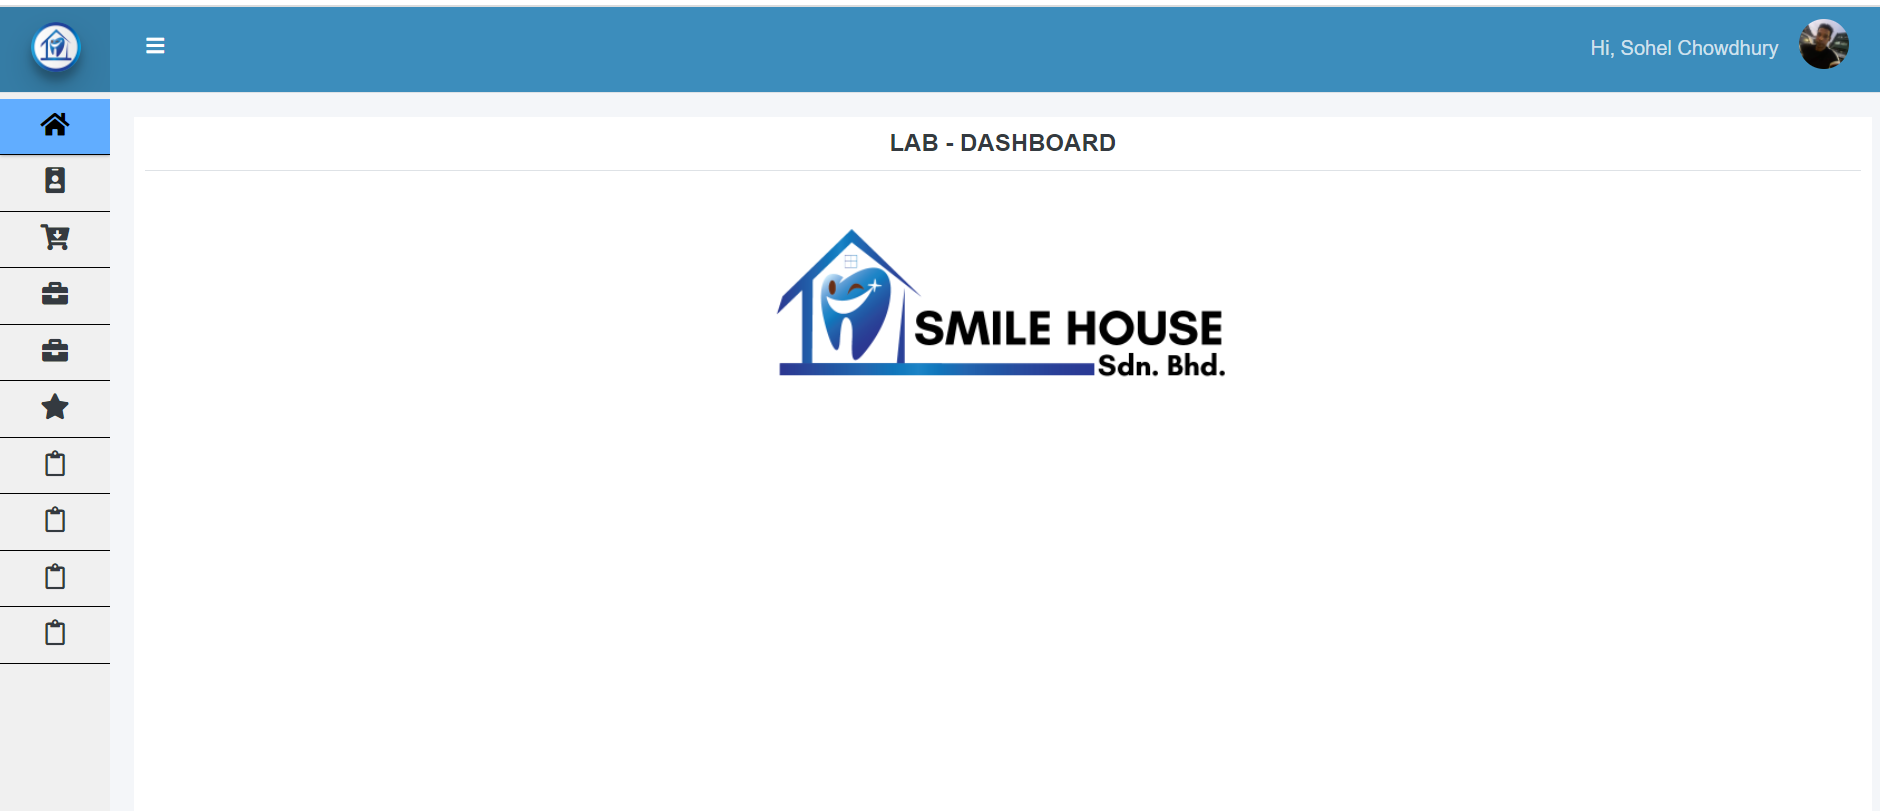 Hi, Sohel Chowdhury
LAB - DASHBOARD
SMILE HOUSE
Sdn. Bhd.